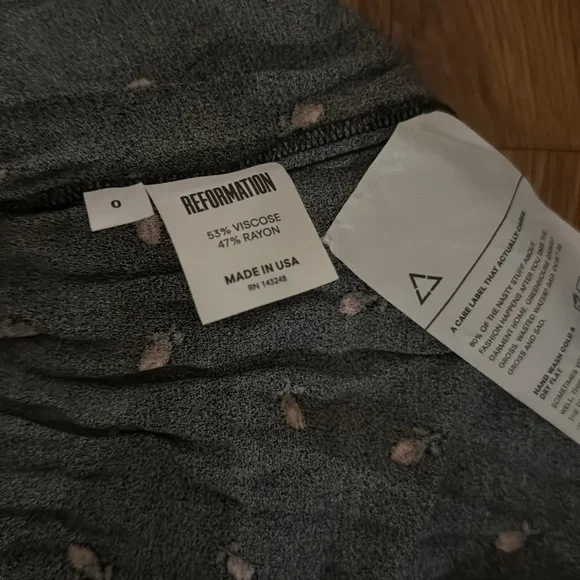 0
REFORMATION
53% VISCOSE
47% RAYON
MADE IN USA
RN 143248
A CARE LABEL THAT ACTUALLY CARES
80% OF THE NASTY STUFF ABOUT
FASHION HAPPENS AFTER YOU TAKE THE
GARMENT HOME. GREENHOUSE
GROSS, WASTED WATER AND
GROSS AND SAD.
HAND WASH COLD &
DRY FLAT.
SOMETIMES
WELL,